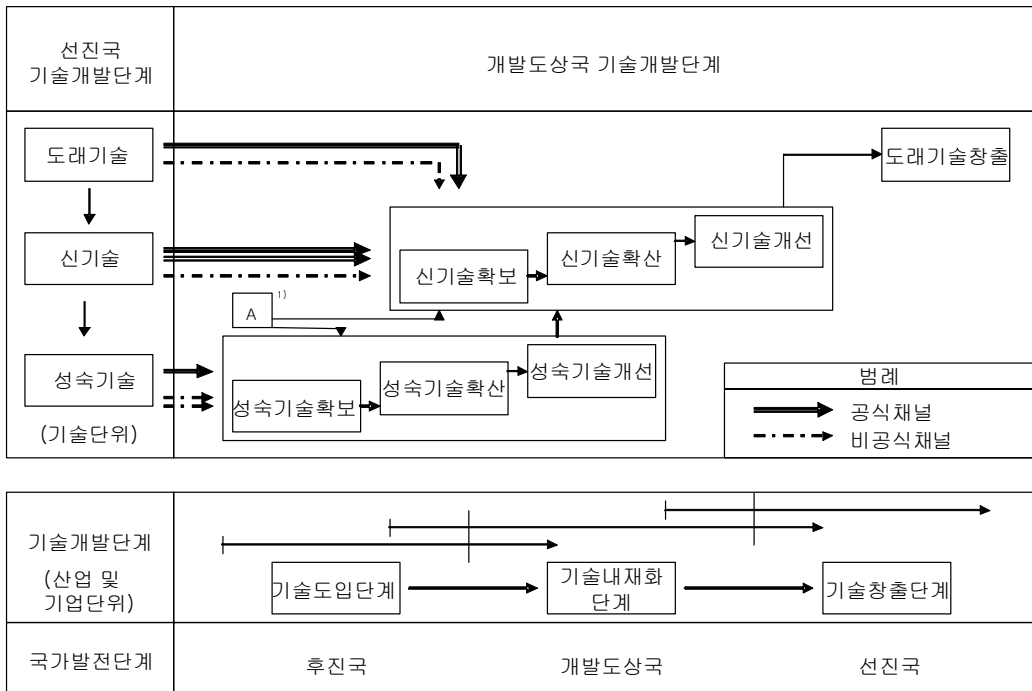 선진국
기술개발단계
개발도상국 기술개발단계
도래기술
도래기술창출
신기술
신기술확보
신기술확산
신기술개선
A 1)
성숙기술
(기술단위)
성숙기술확보
성숙기술확산
성숙기술개선
범례
공식채널
비공식채널
기술개발단계
(산업 및
기업단위)
기술도입단계
기술내재화
단계
기술창출단계
국가발전단계
후진국
개발도상국
선진국